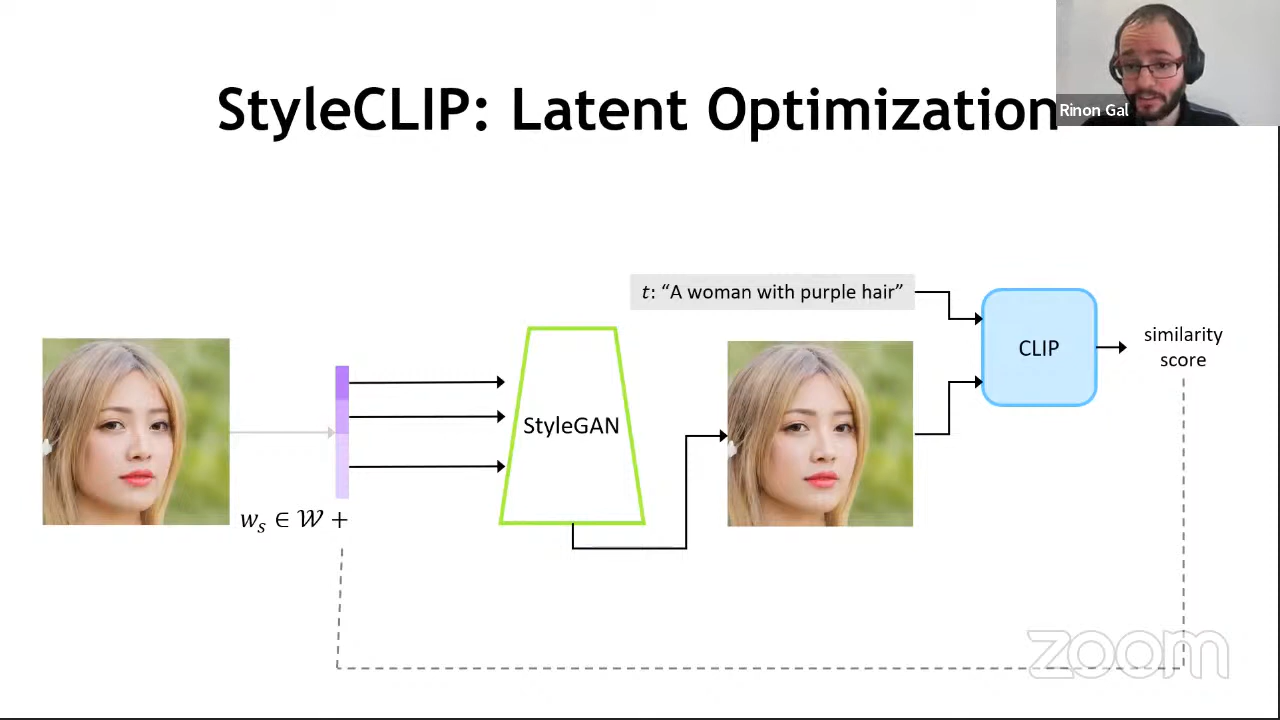 StyleCLIP: Latent Optimization
Rinon Gal
t: “A woman with purple hair”
CLIP
similarity
score
StyleGAN
w_s ∈ 𝒲 +
zoom